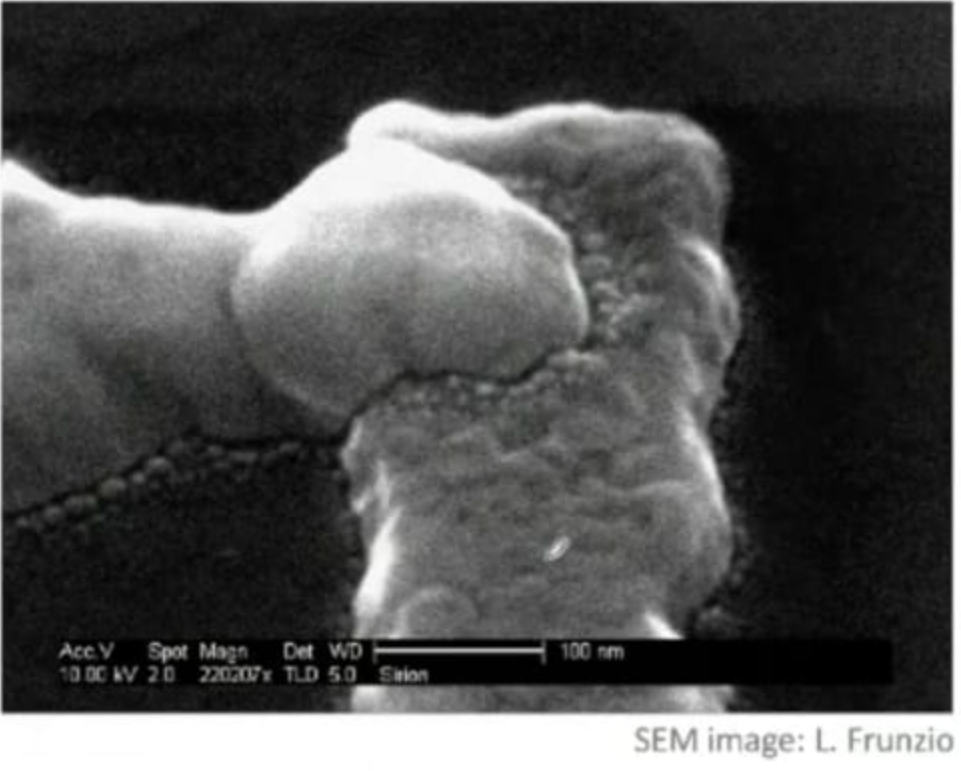 Acc.V Spot Magn Det WD 100 nm
10.00 kV 2.0 220207x TLD 5.0 Sirion
SEM image: L. Frunzio